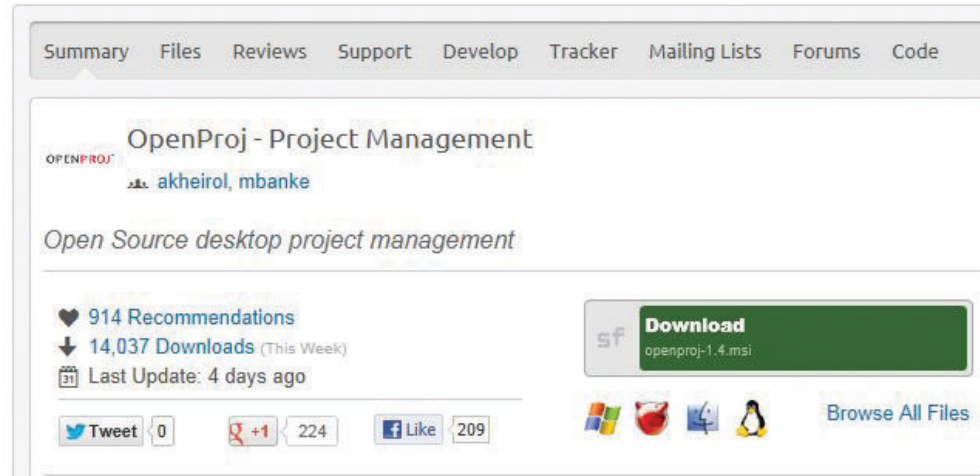 Summary Files Reviews Support Develop Tracker Mailing Lists Forums Code
OpenProj - Project Management
OPENPROJ
akheirol, mbanke
Open Source desktop project management
914 Recommendations
14,037 Downloads (This Week)
31 Last Update: 4 days ago
Tweet 0
+1 224
Like 209
sf Download
openproj-1.4.msi
Browse All Files